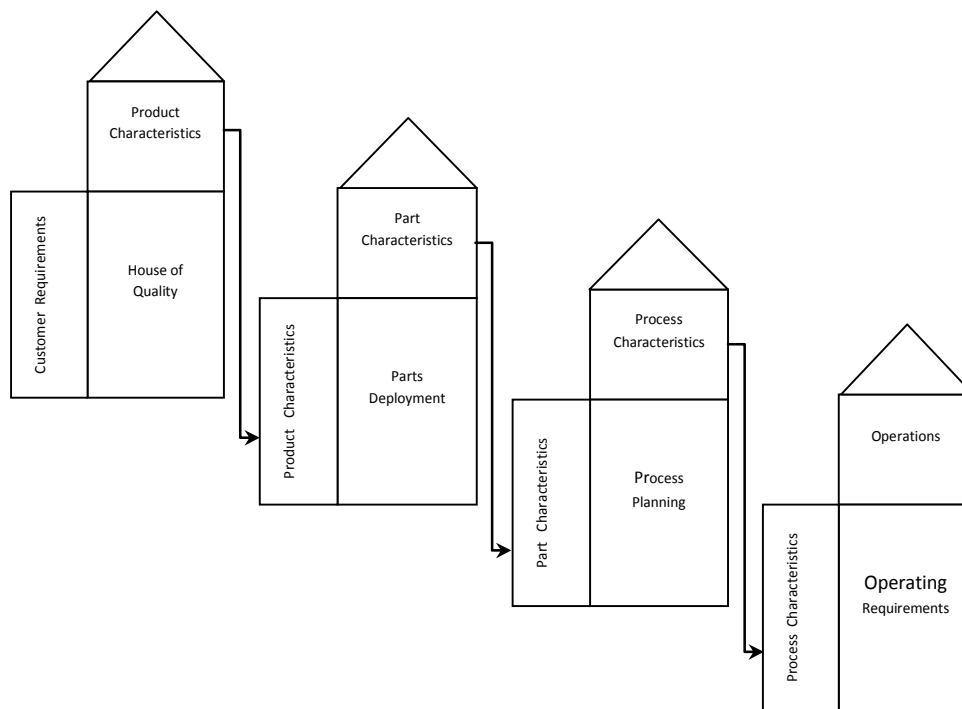 Product
Characteristics
Customer Requirements
House of
Quality
Part
Characteristics
Product Characteristics
Parts
Deployment
Process
Characteristics
Part Characteristics
Process
Planning
Operations
Process Characteristics
Operating
Requirements